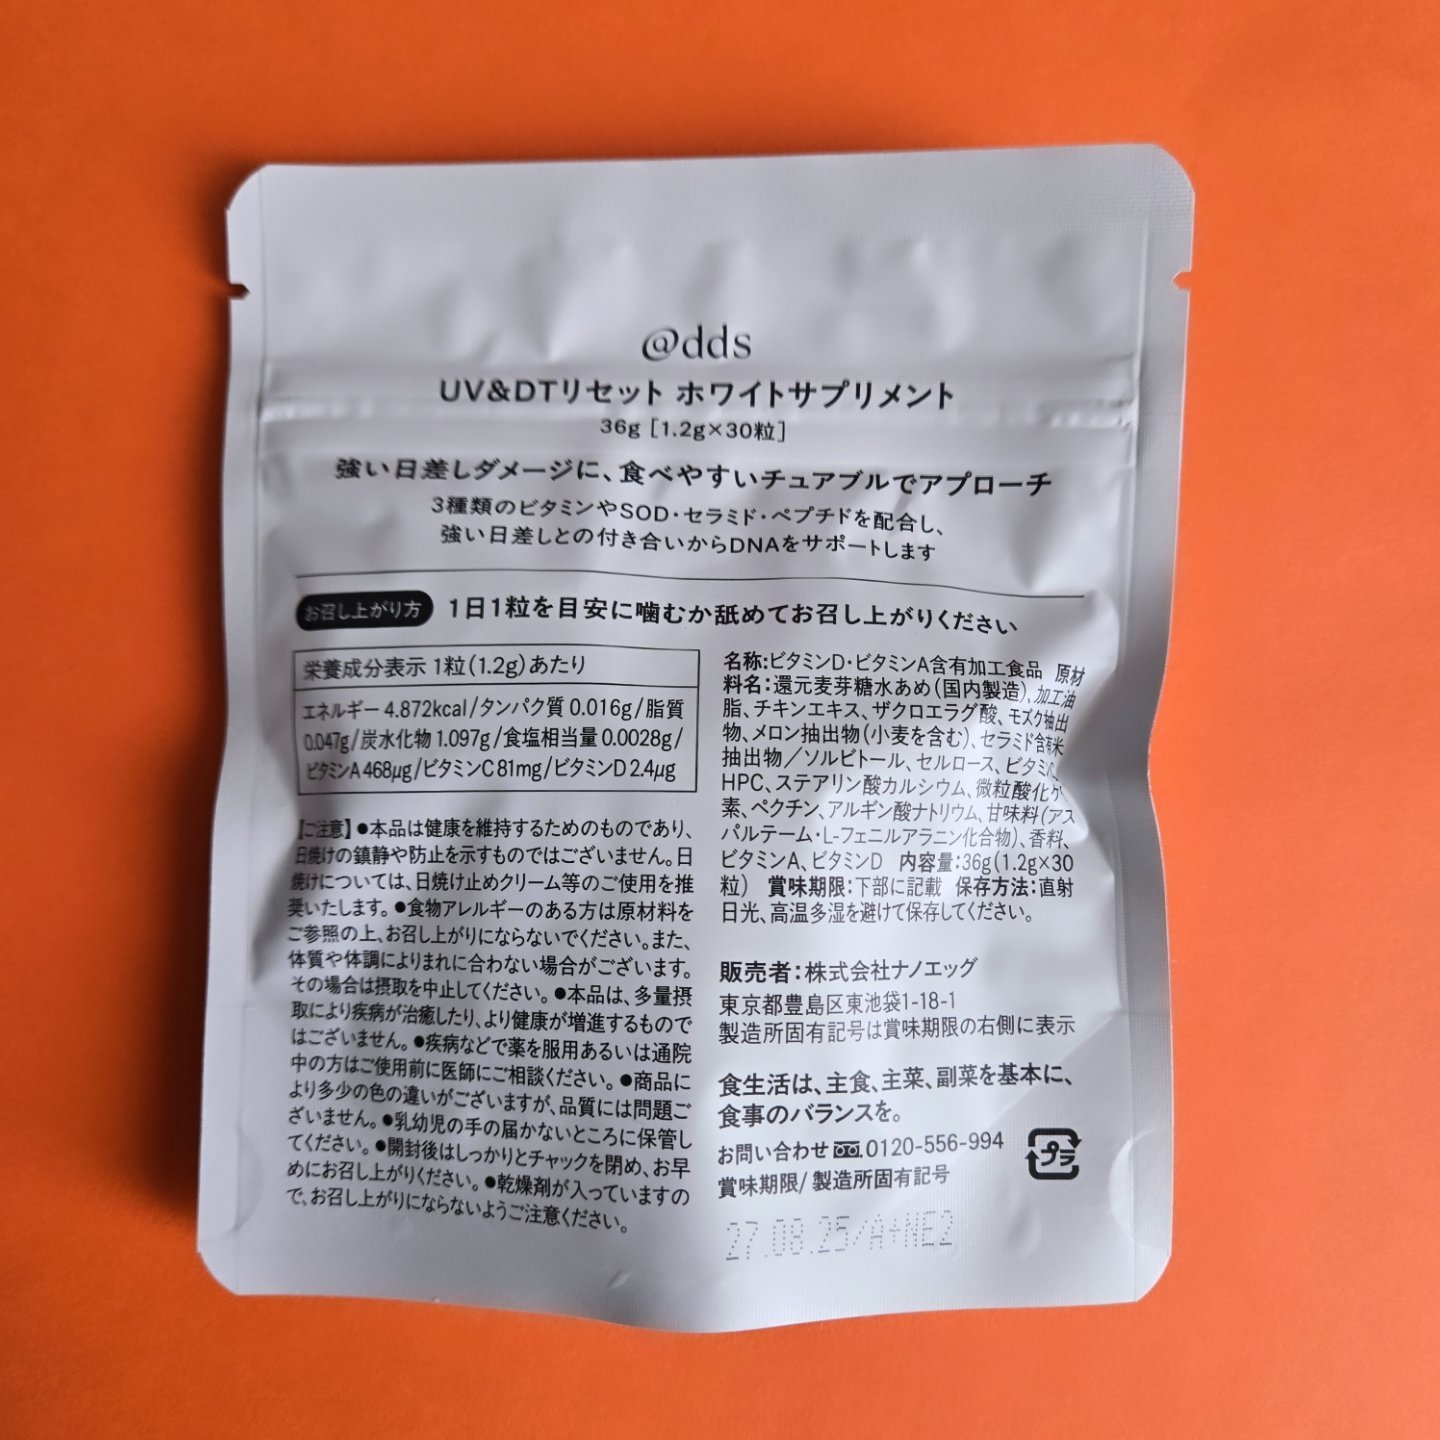 @dds
UV&DTリセット ホワイトサプリメント
36g [1.2g×30粒]
強い日差しダメージに、食べやすいチュアブルでアプローチ
3種類のビタミンやSOD・セラミド・ペプチドを配合し、
強い日差しとの付き合いからDNAをサポートします
お召し上がり方 1日1粒を目安に噛むか舐めてお召し上がりください
栄養成分表示 1粒(1.2g)あたり
エネルギー 4.872kcal/タンパク質 0.016g/脂質
0.047g/炭水化物 1.097g/食塩相当量 0.0028g/
ビタミンA 468μg/ビタミンC 81mg/ビタミンD 2.4μg
【ご注意】●本品は健康を維持するためのものであり、
日焼けの鎮静や防止を示すものではございません。日
焼けについては、日焼け止めクリーム等のご使用を推
奨いたします。●食物アレルギーのある方は原材料を
ご参照の上、お召し上がりにならないでください。また、
体質や体調によりまれに合わない場合がございます。
その場合は摂取を中止してください。●本品は、多量摂
取により疾病が治癒したり、より健康が増進するもので
はございません。●疾病などで薬を服用あるいは通院
中の方はご使用前に医師にご相談ください。●商品に
より多少の色の違いがございますが、品質には問題ご
ざいません。●乳幼児の手の届かないところに保管し
てください。●開封後はしっかりとチャックを閉め、お早
めにお召し上がりください。●乾燥剤が入っていますの
で、お召し上がりにならないようご注意ください。
名称:ビタミンD・ビタミンA含有加工食品 原材
料名:還元麦芽糖水あめ(国内製造)、加工油
脂、チキンエキス、ザクロエラグ酸、モズク抽出
物、メロン抽出物(小麦を含む)、セラミド含有米
抽出物/ソルビトール、セルロース、
HPC、ステアリン酸カルシウム、微粒酸化ケイ
素、ペクチン、アルギン酸ナトリウム、甘味料(アス
パルテーム・L-フェニルアラニン化合物)、香料、
ビタミンA、ビタミンD 内容量:36g(1.2g×30
粒) 賞味期限:下部に記載 保存方法:直射
日光、高温多湿を避けて保存してください。
販売者:株式会社ナノエッグ
東京都豊島区東池袋1-18-1
製造所固有記号は賞味期限の右側に表示
食生活は、主食、主菜、副菜を基本に、
食事のバランスを。
お問い合わせ 0120-556-994
プラ
賞味期限/製造所固有記号
27.08.25/A+NE2